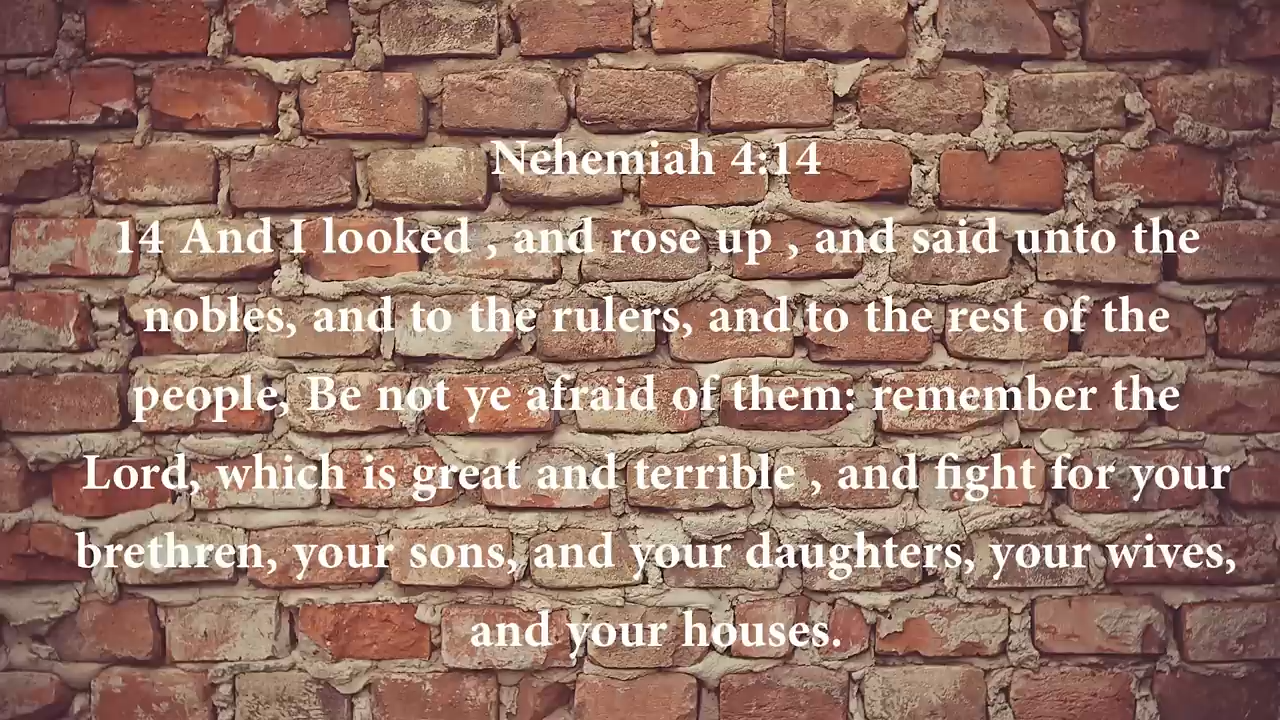 Nehemiah 4:14
14 And I looked , and rose up , and said unto the
nobles, and to the rulers, and to the rest of the
people, Be not ye afraid of them: remember the
Lord, which is great and terrible , and fight for your
brethren, your sons, and your daughters, your wives,
and your houses.